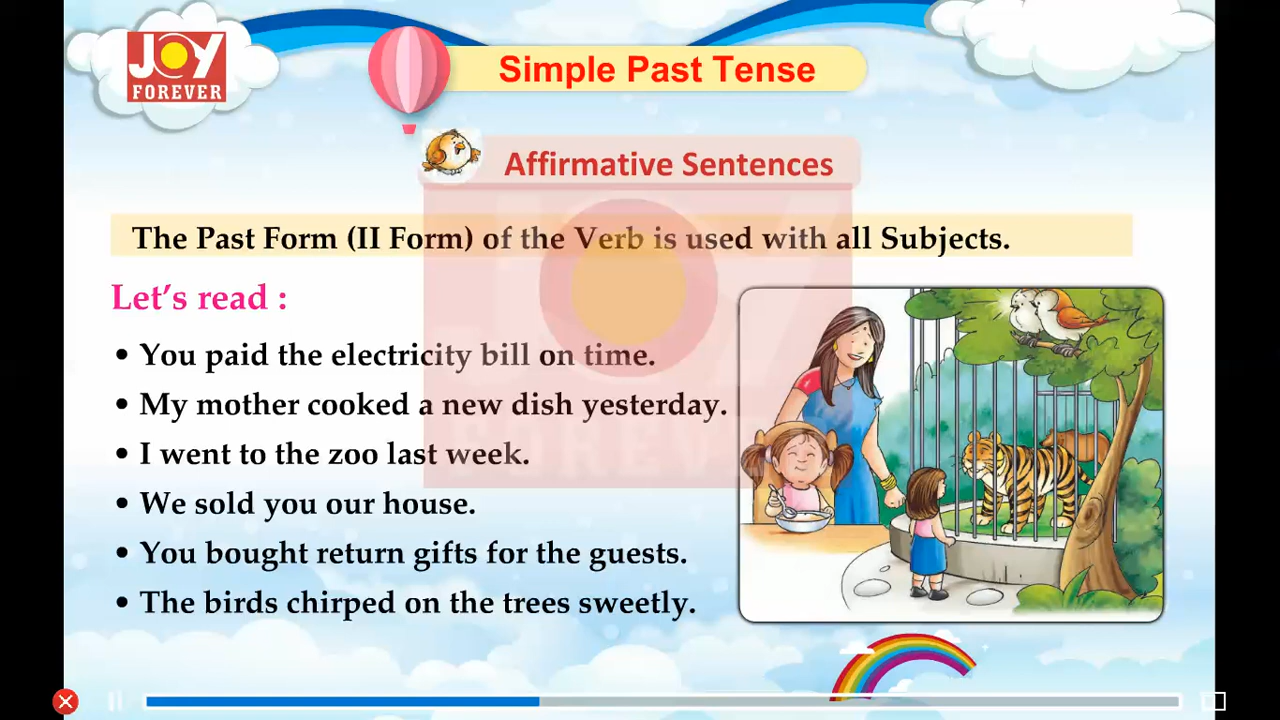 JOY
FOREVER
Simple Past Tense
Affirmative Sentences
The Past Form (II Form) of the Verb is used with all Subjects.
Let's read :
• You paid the electricity bill on time.
• My mother cooked a new dish yesterday.
• I went to the zoo last week.
• We sold you our house.
• You bought return gifts for the guests.
• The birds chirped on the trees sweetly.